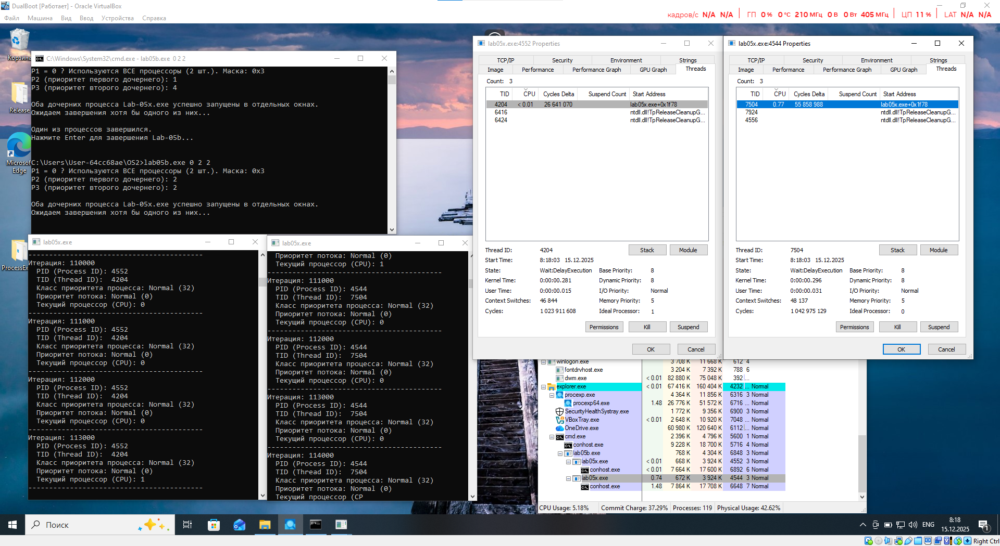 DualBoot [Работает] - Oracle VirtualBox
Файл Машина Вид Ввод Устройства Справка
кадров/с N/A N/A ГП 0 % 0 °C 210 МГц 0 В 0 Вт 405 МГц ЦП 11 % LAT N/A N/A
Корзина
Release
Microsoft Edge
ProcessEx
C:\Windows\System32\cmd.exe - lab05b.exe 0 2 2
P1 = 0 ? Используются ВСЕ процессоры (2 шт.). Маска: 0x3
P2 (приоритет первого дочернего): 1
P3 (приоритет второго дочернего): 4
Оба дочерних процесса Lab-05x.exe успешно запущены в отдельных окнах.
Ожидаем завершения хотя бы одного из них...
Один из процессов завершился.
Нажмите Enter для завершения Lab-05b...
C:\Users\User-64cc68ae\OS2>lab05b.exe 0 2 2
P1 = 0 ? Используются ВСЕ процессоры (2 шт.). Маска: 0x3
P2 (приоритет первого дочернего): 2
P3 (приоритет второго дочернего): 2
Оба дочерних процесса Lab-05x.exe успешно запущены в отдельных окнах.
Ожидаем завершения хотя бы одного из них...
lab05x.exe
----------------------------------------
Итерация: 110000
PID (Process ID): 4552
TID (Thread ID): 4204
Класс приоритета процесса: Normal (32)
Приоритет потока: Normal (0)
Текущий процессор (CPU): 0
----------------------------------------
Итерация: 111000
PID (Process ID): 4552
TID (Thread ID): 4204
Класс приоритета процесса: Normal (32)
Приоритет потока: Normal (0)
Текущий процессор (CPU): 0
----------------------------------------
Итерация: 112000
PID (Process ID): 4552
TID (Thread ID): 4204
Класс приоритета процесса: Normal (32)
Приоритет потока: Normal (0)
Текущий процессор (CPU): 0
----------------------------------------
Итерация: 113000
PID (Process ID): 4552
TID (Thread ID): 4204
Класс приоритета процесса: Normal (32)
Приоритет потока: Normal (0)
Текущий процессор (CPU): 1
----------------------------------------
lab05x.exe
Приоритет потока: Normal (0)
Текущий процессор (CPU): 1
----------------------------------------
Итерация: 111000
PID (Process ID): 4544
TID (Thread ID): 7504
Класс приоритета процесса: Normal (32)
Приоритет потока: Normal (0)
Текущий процессор (CPU): 0
----------------------------------------
Итерация: 112000
PID (Process ID): 4544
TID (Thread ID): 7504
Класс приоритета процесса: Normal (32)
Приоритет потока: Normal (0)
Текущий процессор (CPU): 0
----------------------------------------
Итерация: 113000
PID (Process ID): 4544
TID (Thread ID): 7504
Класс приоритета процесса: Normal (32)
Приоритет потока: Normal (0)
Текущий процессор (CPU): 0
----------------------------------------
Итерация: 114000
PID (Process ID): 4544
TID (Thread ID): 7504
Класс приоритета процесса: Normal (32)
Приоритет потока: Normal (0)
Текущий процессор (CP
lab05x.exe:4552 Properties
TCP/IP Security Environment Strings
Image Performance Performance Graph GPU Graph Threads
Count: 3
TID CPU Cycles Delta Suspend Count Start Address
4204 < 0.01 26 641 070 lab05x.exe+0x1f78
6416 ntdll.dll!TpReleaseCleanupG...
6424 ntdll.dll!TpReleaseCleanupG...
Thread ID: 4204 Stack Module
Start Time: 8:18:03 15.12.2025
State: Wait:DelayExecution Base Priority: 8
Kernel Time: 0:00:00.281 Dynamic Priority: 8
User Time: 0:00:00.015 I/O Priority: Normal
Context Switches: 46 844 Memory Priority: 5
Cycles: 1 023 911 608 Ideal Processor: 1
Permissions Kill Suspend
OK Cancel
lab05x.exe:4544 Properties
TCP/IP Security Environment Strings
Image Performance Performance Graph GPU Graph Threads
Count: 3
TID CPU Cycles Delta Suspend Count Start Address
7504 0.77 55 858 988 lab05x.exe+0x1f78
7924 ntdll.dll!TpReleaseCleanupG...
4556 ntdll.dll!TpReleaseCleanupG...
Thread ID: 7504 Stack Module
Start Time: 8:18:03 15.12.2025
State: Wait:DelayExecution Base Priority: 8
Kernel Time: 0:00:00.296 Dynamic Priority: 8
User Time: 0:00:00.031 I/O Priority: Normal
Context Switches: 48 137 Memory Priority: 5
Cycles: 1 042 975 129 Ideal Processor: 0
Permissions Kill Suspend
OK Cancel
winlogon.exe 3 708 K 11 668 K 612 4
fontdrvhost.exe 3 204 K 7 392 K 788 6
dwm.exe < 0.01 82 880 K 75 048 K 392 ...
explorer.exe < 0.01 67 416 K 160 404 K 4232 ... Normal
procexp.exe 4 364 K 11 856 K 6316 3 Normal
procexp64.exe 1.48 26 776 K 51 572 K 6716 ... Normal
SecurityHealthSystray.exe 1 772 K 9 356 K 6900 3 Normal
VBoxTray.exe < 0.01 2 648 K 10 920 K 7048 ... Normal
OneDrive.exe 60 980 K 120 640 K 6112 ... Normal
cmd.exe 2 396 K 4 796 K 5600 1 Normal
conhost.exe 9 228 K 18 700 K 5716 4 Normal
lab05b.exe 768 K 4 304 K 6848 3 Normal
lab05x.exe < 0.01 668 K 3 924 K 4552 3 Normal
conhost.exe < 0.01 7 664 K 17 600 K 6892 6 Normal
lab05x.exe 0.74 672 K 3 924 K 4544 3 Normal
conhost.exe 1.48 7 864 K 17 708 K 6648 7 Normal
CPU Usage: 5.18% Commit Charge: 37.29% Processes: 119 Physical Usage: 42.62%
Поиск
ENG
8:18
15.12.2025
1
Right Ctrl